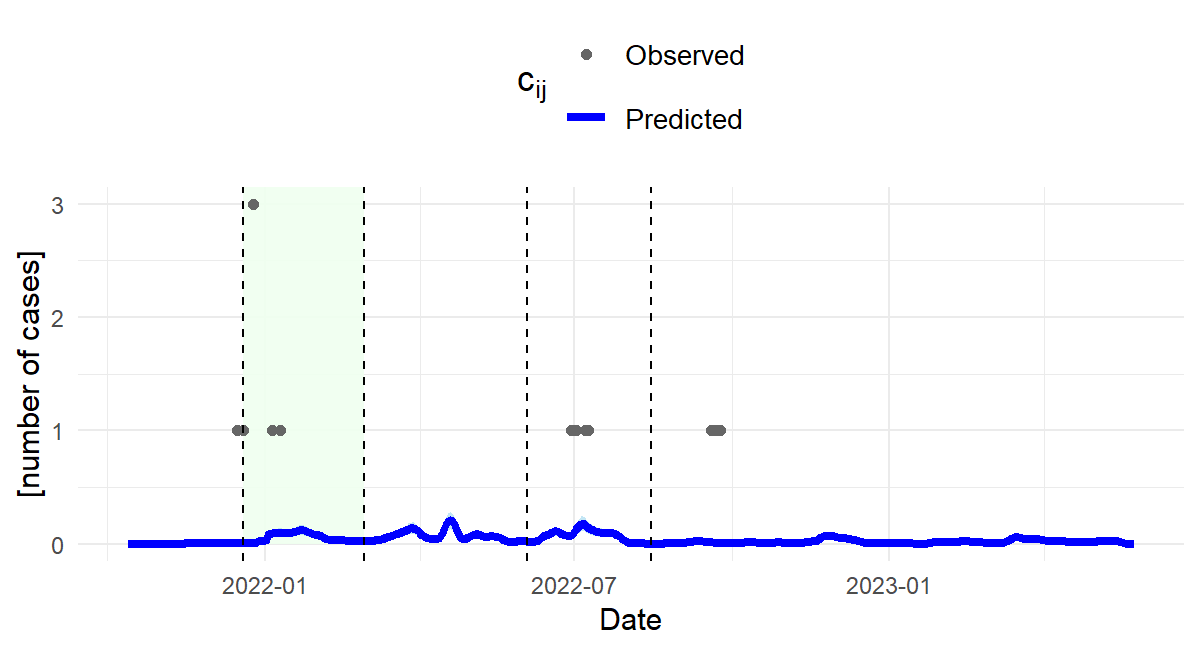 c_ij
Observed
Predicted
[number of cases]
3
2
1
0
2022-01
2022-07
2023-01
Date